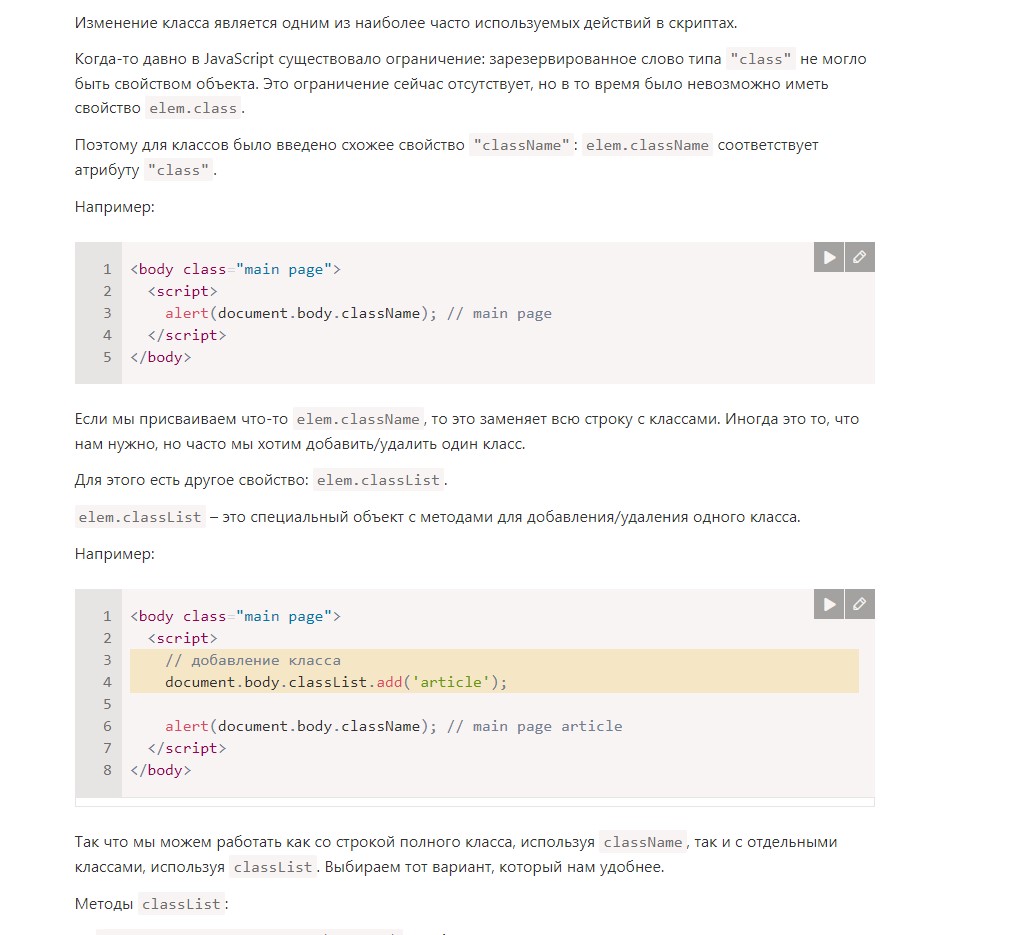 Изменение класса является одним из наиболее часто используемых действий в скриптах.
Когда-то давно в JavaScript существовало ограничение: зарезервированное слово типа "class" не могло
быть свойством объекта. Это ограничение сейчас отсутствует, но в то время было невозможно иметь
свойство elem.class.
Поэтому для классов было введено схожее свойство "className": elem.className соответствует
атрибуту "class".
Например:
1 <body class="main page">
2   <script>
3     alert(document.body.className); // main page
4   </script>
5 </body>
Если мы присваиваем что-то elem.className, то это заменяет всю строку с классами. Иногда это то, что
нам нужно, но часто мы хотим добавить/удалить один класс.
Для этого есть другое свойство: elem.classList.
elem.classList – это специальный объект с методами для добавления/удаления одного класса.
Например:
1 <body class="main page">
2   <script>
3     // добавление класса
4     document.body.classList.add('article');
5
6     alert(document.body.className); // main page article
7   </script>
8 </body>
Так что мы можем работать как со строкой полного класса, используя className, так и с отдельными
классами, используя classList. Выбираем тот вариант, который нам удобнее.
Методы classList: